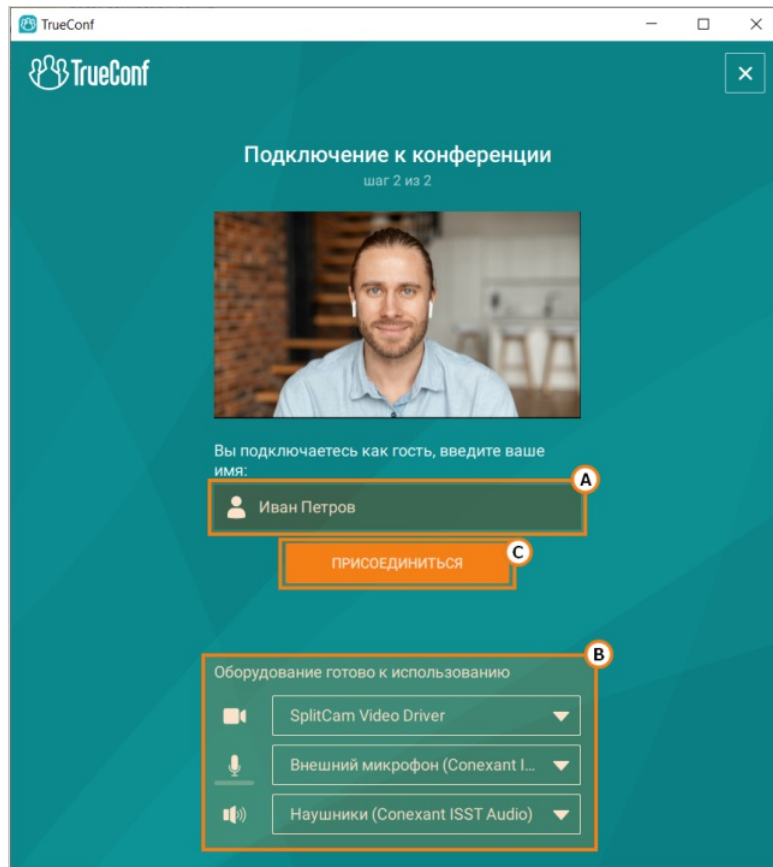 TrueConf
TrueConf
Подключение к конференции
шаг 2 из 2
Вы подключаетесь как гость, введите ваше
имя:
A
Иван Петров
ПРИСОЕДИНИТЬСЯ
C
B
Оборудование готово к использованию
SplitCam Video Driver
Внешний микрофон (Conexant I...
Наушники (Conexant ISST Audio)